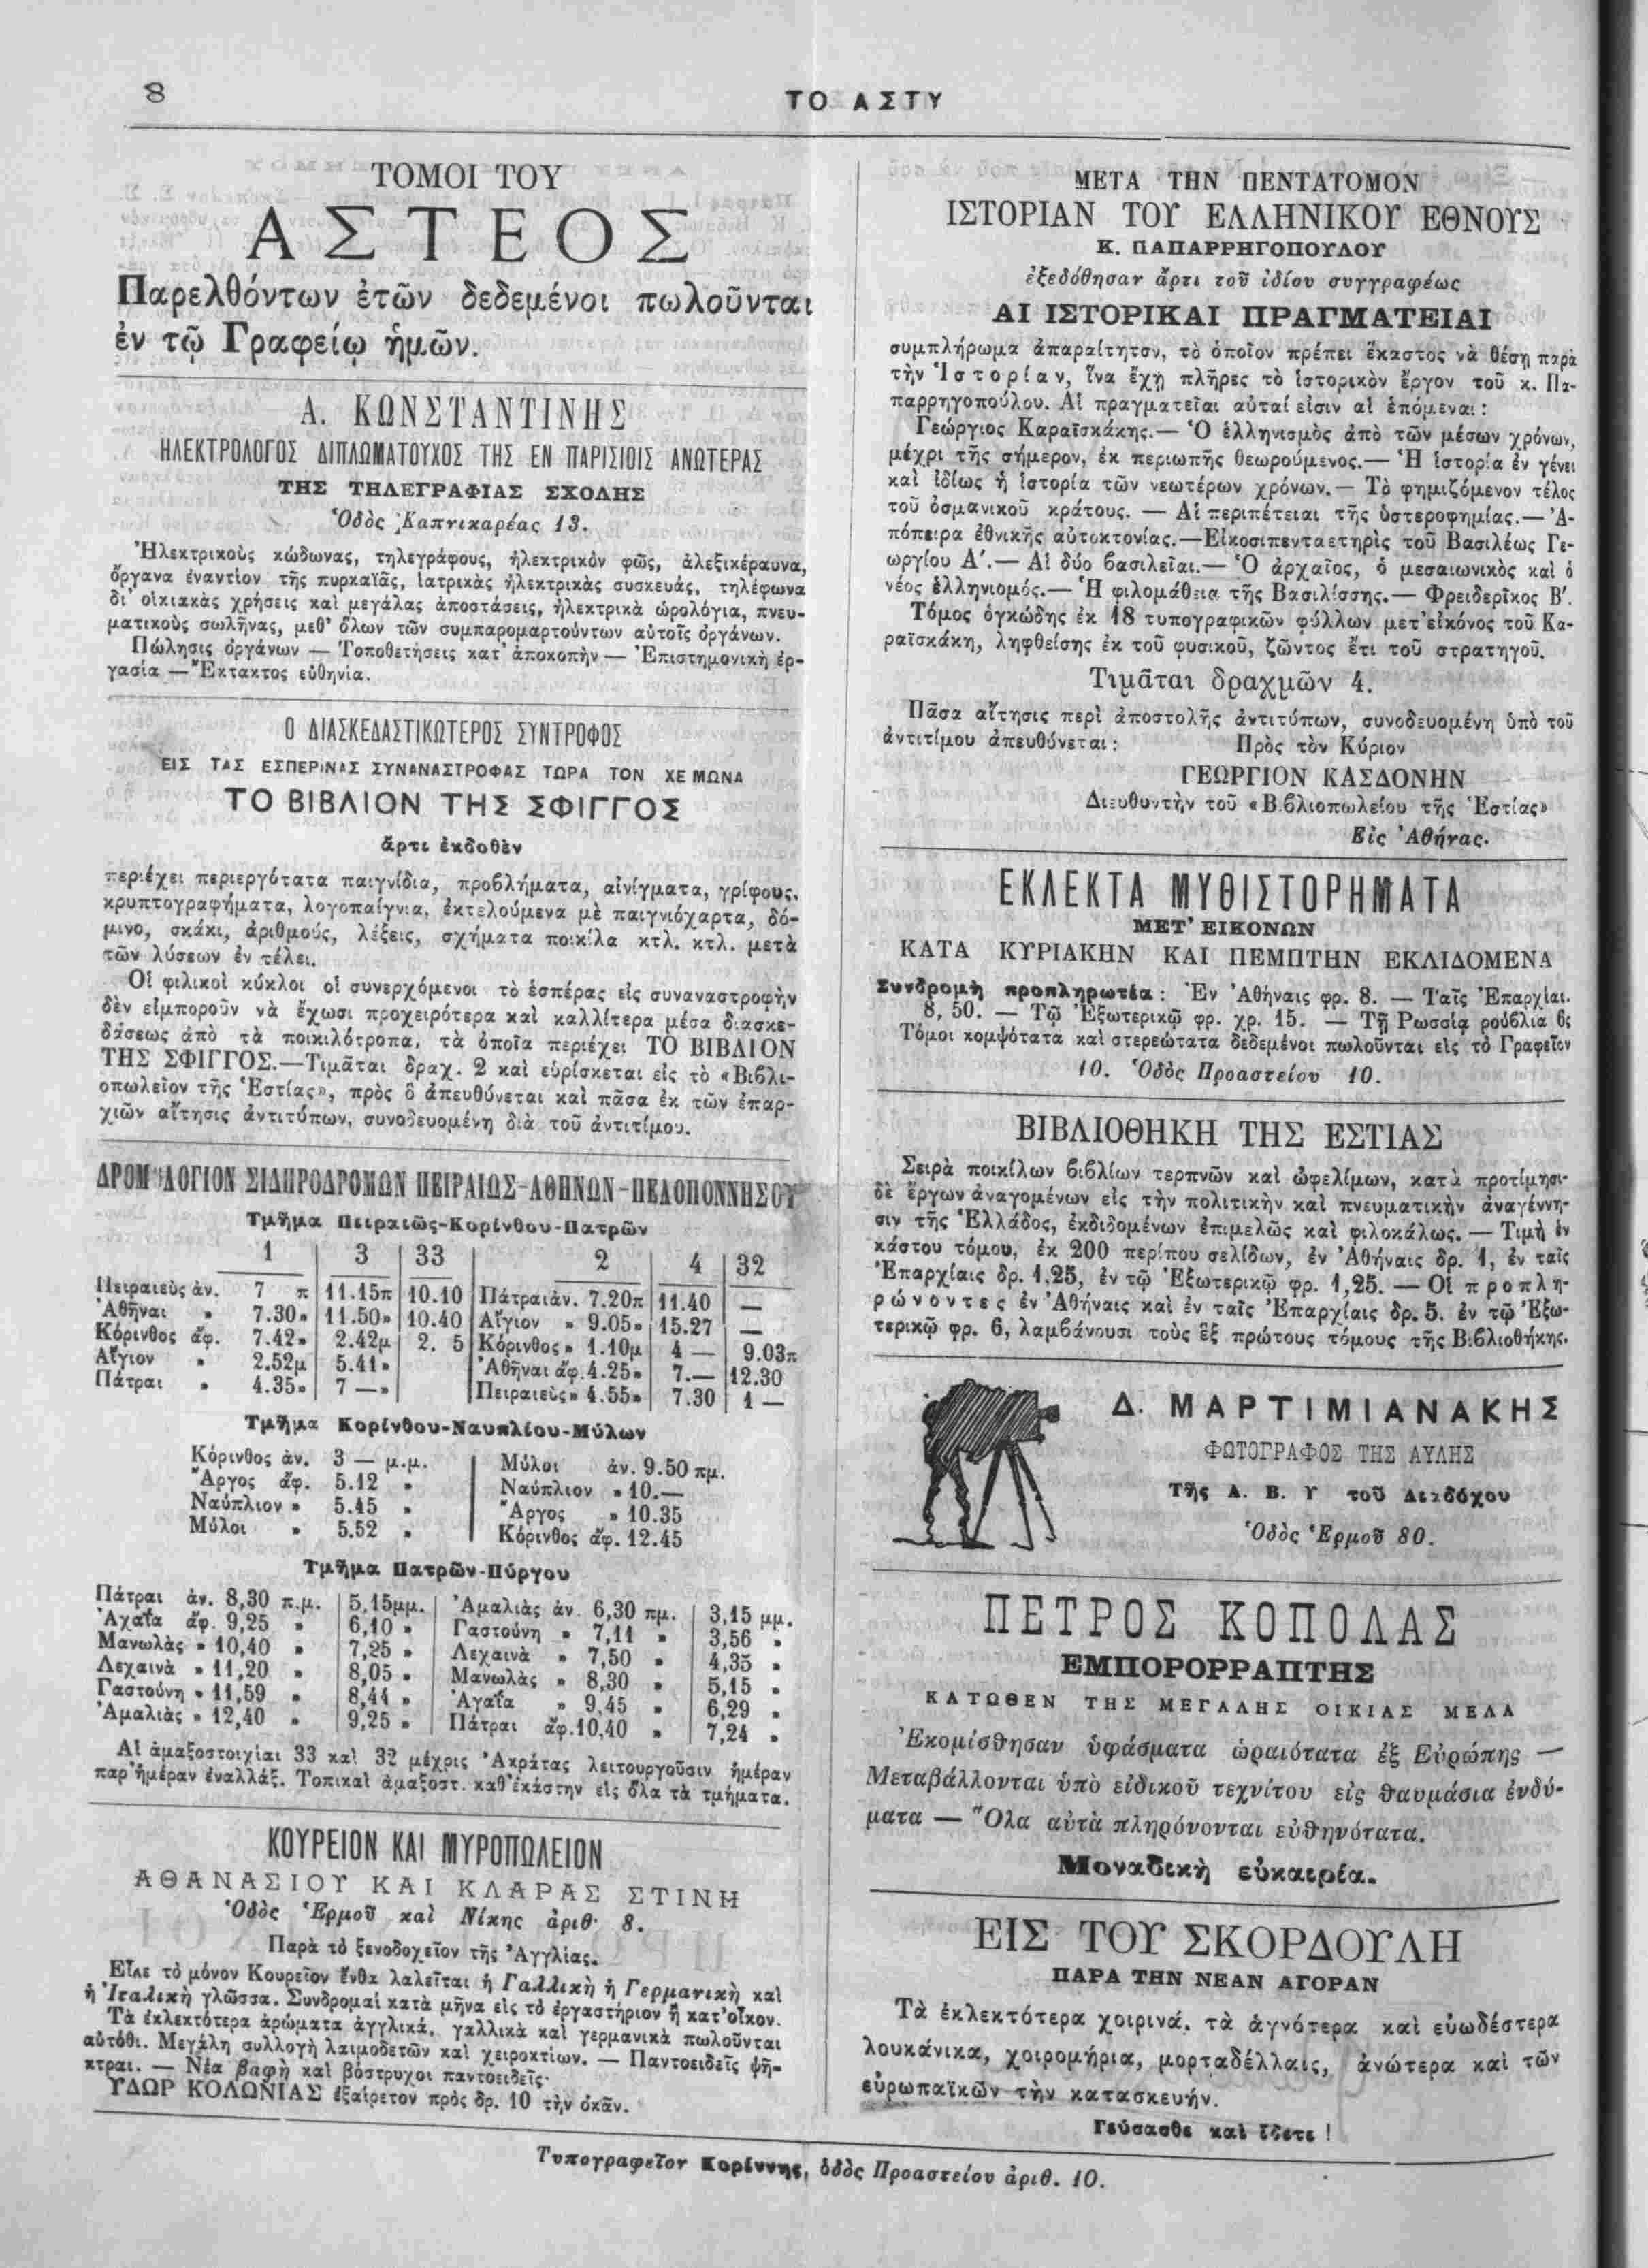 8
ΤΟ ΑΣΤΥ
ΤΟΜΟΙ ΤΟΥ
ΑΣΤΕΟΣ
Παρελθόντων ἐτῶν δεδεμένοι πωλοῦνται
ἐν τῷ Γραφείῳ ἡμῶν.
Α. ΚΩΝΣΤΑΝΤΙΝΗΣ
ΗΛΕΚΤΡΟΛΟΓΟΣ ΔΙΠΛΩΜΑΤΟΥΧΟΣ ΤΗΣ ΕΝ ΠΑΡΙΣΙΟΙΣ ΑΝΩΤΕΡΑΣ
ΤΗΣ ΤΗΛΕΓΡΑΦΙΑΣ ΣΧΟΛΗΣ
Ὁδὸς Καπνικαρέας 13.
Ἠλεκτρικοὺς κώδωνας, τηλεγράφους, ἠλεκτρικὸν φῶς, ἀλεξικέραυνα,
ὄργανα ἐναντίον τῆς πυρκαϊᾶς, ἰατρικὰς ἠλεκτρικὰς συσκευάς, τηλέφωνα
δι᾽ οἰκιακὰς χρήσεις καὶ μεγάλας ἀποστάσεις, ἠλεκτρικὰ ὡρολόγια, πνευ-
ματικοὺς σωλῆνας, μεθ᾽ ὅλων τῶν συμπαρομαρτούντων αὐτοῖς ὀργάνων.
Πώλησις ὀργάνων — Τοποθετήσεις κατ᾽ ἀποκοπὴν — Ἐπιστημονικὴ ἐρ-
γασία — Ἔκτακτος εὐθηνία.
Ο ΔΙΑΣΚΕΔΑΣΤΙΚΩΤΕΡΟΣ ΣΥΝΤΡΟΦΟΣ
ΕΙΣ ΤΑΣ ΕΣΠΕΡΙΝΑΣ ΣΥΝΑΝΑΣΤΡΟΦΑΣ ΤΩΡΑ ΤΟΝ ΧΕΙΜΩΝΑ
ΤΟ ΒΙΒΛΙΟΝ ΤΗΣ ΣΦΙΓΓΟΣ
ἄρτι ἐκδοθὲν
περιέχει περιεργότατα παιγνίδια, προβλήματα, αἰνίγματα, γρίφους,
κρυπτογραφήματα, λογοπαίγνια, ἐκτελούμενα μὲ παιγνιόχαρτα, δό-
μινο, σκάκι, ἀριθμούς, λέξεις, σχήματα ποικίλα κτλ. κτλ. μετὰ
τῶν λύσεων ἐν τέλει.
Οἱ φιλικοὶ κύκλοι οἱ συνερχόμενοι τὸ ἑσπέρας εἰς συναναστροφὴν
δὲν εἰμποροῦν νὰ ἔχωσι προχειρότερα καὶ καλλίτερα μέσα διασκε-
δάσεως ἀπὸ τὰ ποικιλότροπα, τὰ ὁποῖα περιέχει ΤΟ ΒΙΒΛΙΟΝ
ΤΗΣ ΣΦΙΓΓΟΣ.—Τιμᾶται δραχ. 2 καὶ εὑρίσκεται εἰς τὸ «Βιβλι-
οπωλεῖον τῆς Ἑστίας», πρὸς ὃ ἀπευθύνεται καὶ πᾶσα ἐκ τῶν ἐπαρ-
χιῶν αἴτησις ἀντιτύπων, συνοδευομένη διὰ τοῦ ἀντιτίμου.
ΔΡΟΜΟΛΟΓΙΟΝ ΣΙΔΗΡΟΔΡΟΜΩΝ ΠΕΙΡΑΙΩΣ-ΑΘΗΝΩΝ-ΠΕΛΟΠΟΝΝΗΣΟΥ
Τμῆμα Πειραιῶς-Κορίνθου-Πατρῶν
1 3 33 2 4 32
Πειραιεὺς ἀν. 7 π 11.15π 10.10 Πάτραι ἀν. 7.20π 11.40 —
Ἀθῆναι » 7.30» 11.50» 10.40 Αἴγιον » 9.05» 15.27 —
Κόρινθος ἀφ. 7.42» 2.42μ 2. 5 Κόρινθος» 1.10μ 4 — 9.03π
Αἴγιον » 2.52μ 5.41» Ἀθῆναι ἀφ. 4.25» 7.— 12.30
Πάτραι » 4.35» 7 —» Πειραιεὺς» 4.55» 7.30 1 —
Τμῆμα Κορίνθου-Ναυπλίου-Μύλων
Κόρινθος ἀν. 3 — μ.μ. Μύλοι ἀν. 9.50 πμ.
Ἄργος ἀφ. 5.12 » Ναύπλιον » 10.—
Ναύπλιον » 5.45 » Ἄργος » 10.35
Μύλοι » 5.52 » Κόρινθος ἀφ. 12.45
Τμῆμα Πατρῶν-Πύργου
Πάτραι ἀν. 8,30 π.μ. 5,15μμ. Ἀμαλιὰς ἀν. 6,30 πμ. 3,15 μμ.
Ἀχαΐα ἀφ. 9,25 » 6,10 » Γαστούνη » 7,11 » 3,56 »
Μανωλὰς » 10,40 » 7,25 » Λεχαινὰ » 7,50 » 4,35 »
Λεχαινὰ » 11,20 » 8,05 » Μανωλὰς » 8,30 » 5,15 »
Γαστούνη » 11,59 » 8,44 » Ἀχαΐα » 9,45 » 6,29 »
Ἀμαλιὰς » 12,40 » 9,25 » Πάτραι ἀφ. 10,40 » 7,24 »
Αἱ ἁμαξοστοιχίαι 33 καὶ 32 μέχρις Ἀκράτας λειτουργοῦσιν ἡμέραν
παρ᾽ ἡμέραν ἐναλλάξ. Τοπικαὶ ἁμαξοστ. καθ᾽ ἑκάστην εἰς ὅλα τὰ τμήματα.
ΚΟΥΡΕΙΟΝ ΚΑΙ ΜΥΡΟΠΩΛΕΙΟΝ
ΑΘΑΝΑΣΙΟΥ ΚΑΙ ΚΛΑΡΑΣ ΣΤΙΝΗ
Ὁδὸς Ἑρμοῦ καὶ Νίκης ἀριθ· 8.
Παρὰ τὸ ξενοδοχεῖον τῆς Ἀγγλίας.
Εἶνε τὸ μόνον Κουρεῖον ἔνθα λαλεῖται ἡ Γαλλικὴ ἡ Γερμανικὴ καὶ
ἡ Ἰταλικὴ γλῶσσα. Συνδρομαὶ κατὰ μῆνα εἰς τὸ ἐργαστήριον ἢ κατ᾽ οἶκον.
Τὰ ἐκλεκτότερα ἀρώματα ἀγγλικά, γαλλικὰ καὶ γερμανικὰ πωλοῦνται
αὐτόθι. Μεγάλη συλλογὴ λαιμοδετῶν καὶ χειροκτίων. — Παντοειδεῖς ψῆ-
κτραι. — Νέα βαφὴ καὶ βόστρυχοι παντοειδεῖς·
ΥΔΩΡ ΚΟΛΩΝΙΑΣ ἐξαίρετον πρὸς δρ. 10 τὴν ὀκᾶν.
ΜΕΤΑ ΤΗΝ ΠΕΝΤΑΤΟΜΟΝ
ΙΣΤΟΡΙΑΝ ΤΟΥ ΕΛΛΗΝΙΚΟΥ ΕΘΝΟΥΣ
Κ. ΠΑΠΑΡΡΗΓΟΠΟΥΛΟΥ
ἐξεδόθησαν ἄρτι τοῦ ἰδίου συγγραφέως
ΑΙ ΙΣΤΟΡΙΚΑΙ ΠΡΑΓΜΑΤΕΙΑΙ
συμπλήρωμα ἀπαραίτητον, τὸ ὁποῖον πρέπει ἕκαστος νὰ θέσῃ παρὰ
τὴν Ἱστορίαν, ἵνα ἔχῃ πλῆρες τὸ ἱστορικὸν ἔργον τοῦ κ. Πα-
παρρηγοπούλου. Αἱ πραγματεῖαι αὐταί εἰσιν αἱ ἑπόμεναι:
Γεώργιος Καραϊσκάκης.— Ὁ ἑλληνισμὸς ἀπὸ τῶν μέσων χρόνων,
μέχρι τῆς σήμερον, ἐκ περιωπῆς θεωρούμενος.— Ἡ ἱστορία ἐν γένει
καὶ ἰδίως ἡ ἱστορία τῶν νεωτέρων χρόνων.— Τὸ φημιζόμενον τέλος
τοῦ ὀσμανικοῦ κράτους. — Αἱ περιπέτειαι τῆς ὑστεροφημίας.— Ἀ-
πόπειρα ἐθνικῆς αὐτοκτονίας.—Εἰκοσιπενταετηρὶς τοῦ Βασιλέως Γε-
ωργίου Α΄.— Αἱ δύο βασιλεῖαι.— Ὁ ἀρχαῖος, ὁ μεσαιωνικὸς καὶ ὁ
νέος ἑλληνισμός.— Ἡ φιλομάθεια τῆς Βασιλίσσης.— Φρειδερῖκος Β΄.
Τόμος ὀγκώδης ἐκ 18 τυπογραφικῶν φύλλων μετ᾽ εἰκόνος τοῦ Κα-
ραϊσκάκη, ληφθείσης ἐκ τοῦ φυσικοῦ, ζῶντος ἔτι τοῦ στρατηγοῦ.
Τιμᾶται δραχμῶν 4.
Πᾶσα αἴτησις περὶ ἀποστολῆς ἀντιτύπων, συνοδευομένη ὑπὸ τοῦ
ἀντιτίμου ἀπευθύνεται: Πρὸς τὸν Κύριον
ΓΕΩΡΓΙΟΝ ΚΑΣΔΟΝΗΝ
Διευθυντὴν τοῦ «Βιβλιοπωλείου τῆς Ἑστίας»
Εἰς Ἀθήνας.
ΕΚΛΕΚΤΑ ΜΥΘΙΣΤΟΡΗΜΑΤΑ
ΜΕΤ᾽ ΕΙΚΟΝΩΝ
ΚΑΤΑ ΚΥΡΙΑΚΗΝ ΚΑΙ ΠΕΜΠΤΗΝ ΕΚΔΙΔΟΜΕΝΑ
Συνδρομὴ προπληρωτέα: Ἐν Ἀθήναις φρ. 8. — Ταῖς Ἐπαρχίαι.
8, 50. — Τῷ Ἐξωτερικῷ φρ. χρ. 15. — Τῇ Ρωσσίᾳ ρούβλια 6ς
Τόμοι κομψότατα καὶ στερεώτατα δεδεμένοι πωλοῦνται εἰς τὸ Γραφεῖον
10. Ὁδὸς Προαστείου 10.
ΒΙΒΛΙΟΘΗΚΗ ΤΗΣ ΕΣΤΙΑΣ
Σειρὰ ποικίλων βιβλίων τερπνῶν καὶ ὠφελίμων, κατὰ προτίμησι-
δὲ ἔργων ἀναγομένων εἰς τὴν πολιτικὴν καὶ πνευματικὴν ἀναγέννη-
σιν τῆς Ἑλλάδος, ἐκδιδομένων ἐπιμελῶς καὶ φιλοκάλως. — Τιμὴ ἑν
κάστου τόμου, ἐκ 200 περίπου σελίδων, ἐν Ἀθήναις δρ. 1, ἐν ταῖς
Ἐπαρχίαις δρ. 1,25, ἐν τῷ Ἐξωτερικῷ φρ. 1,25. — Οἱ προπλη-
ρώνοντες ἐν Ἀθήναις καὶ ἐν ταῖς Ἐπαρχίαις δρ. 5. ἐν τῷ Ἐξω-
τερικῷ φρ. 6, λαμβάνουσι τοὺς ἓξ πρώτους τόμους τῆς Βιβλιοθήκης.
Δ. ΜΑΡΤΙΜΙΑΝΑΚΗΣ
ΦΩΤΟΓΡΑΦΟΣ ΤΗΣ ΑΥΛΗΣ
Τῆς Α. Β. Υ τοῦ Διαδόχου
Ὁδὸς Ἑρμοῦ 80.
ΠΕΤΡΟΣ ΚΟΠΟΛΑΣ
ΕΜΠΟΡΟΡΡΑΠΤΗΣ
ΚΑΤΩΘΕΝ ΤΗΣ ΜΕΓΑΛΗΣ ΟΙΚΙΑΣ ΜΕΛΑ
Ἐκομίσθησαν ὑφάσματα ὡραιότατα ἐξ Εὐρώπης —
Μεταβάλλονται ὑπὸ εἰδικοῦ τεχνίτου εἰς θαυμάσια ἐνδύ-
ματα — Ὅλα αὐτὰ πληρόνονται εὐθηνότατα.
Μοναδικὴ εὐκαιρία.
ΕΙΣ ΤΟΥ ΣΚΟΡΔΟΥΛΗ
ΠΑΡΑ ΤΗΝ ΝΕΑΝ ΑΓΟΡΑΝ
Τὰ ἐκλεκτότερα χοιρινά, τὰ ἁγνότερα καὶ εὐωδέστερα
λουκάνικα, χοιρομήρια, μορταδέλλαις, ἀνώτερα καὶ τῶν
εὐρωπαϊκῶν τὴν κατασκευήν.
Γεύσασθε καὶ ἴδετε !
Τυπογραφεῖον Κορίννης, ὁδὸς Προαστείου ἀριθ. 10.